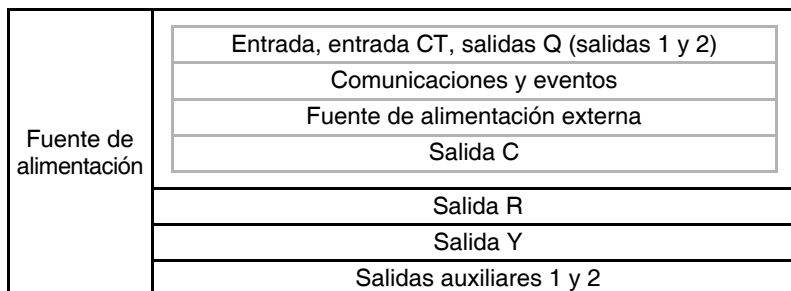 Fuente de
alimentación
Entrada, entrada CT, salidas Q (salidas 1 y 2)
Comunicaciones y eventos
Fuente de alimentación externa
Salida C
Salida R
Salida Y
Salidas auxiliares 1 y 2